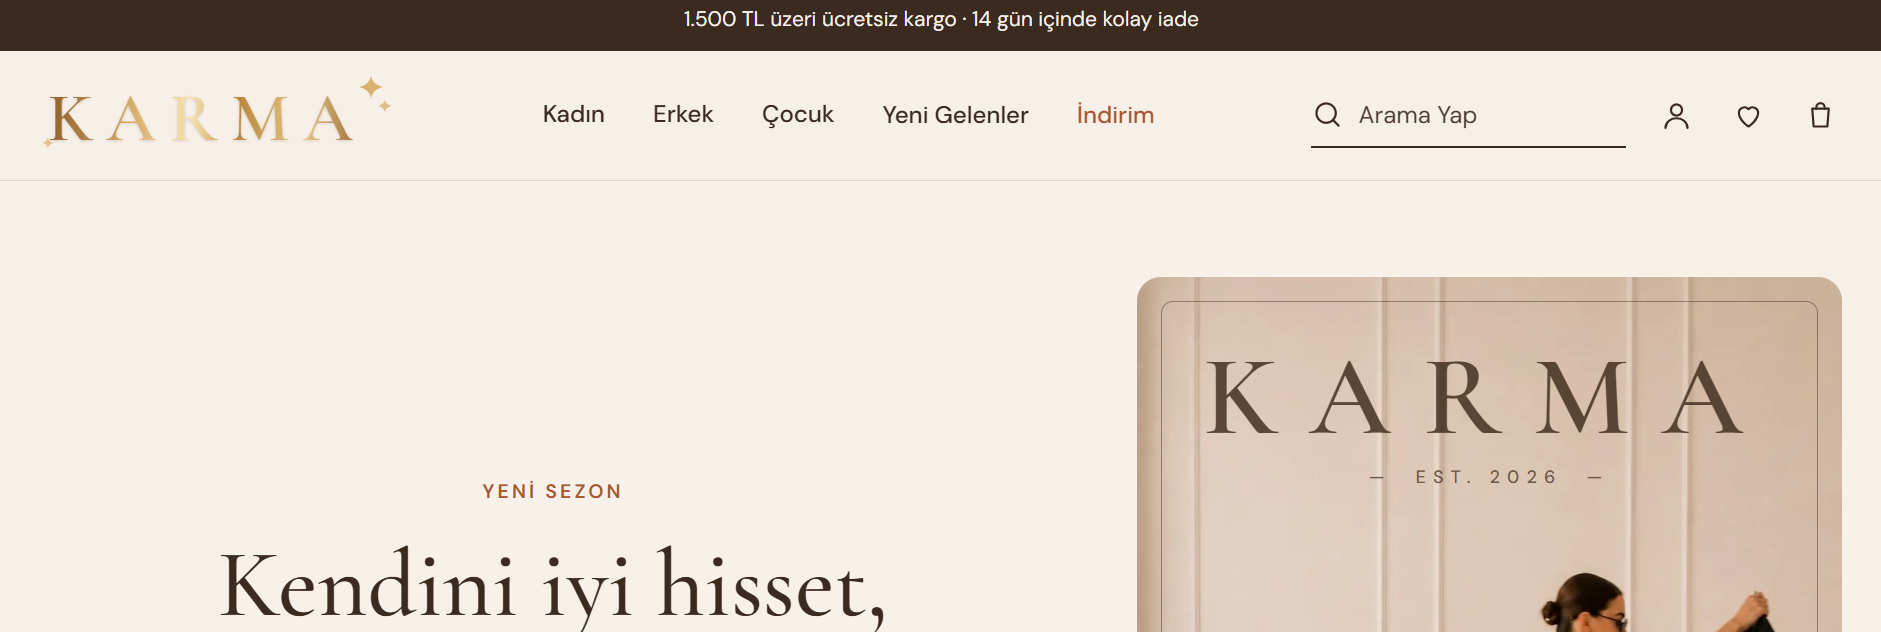 1.500 TL üzeri ücretsiz kargo · 14 gün içinde kolay iade
KARMA
Kadın Erkek Çocuk Yeni Gelenler İndirim
Arama Yap
KARMA
— EST. 2026 —
YENİ SEZON
Kendini iyi hisset,